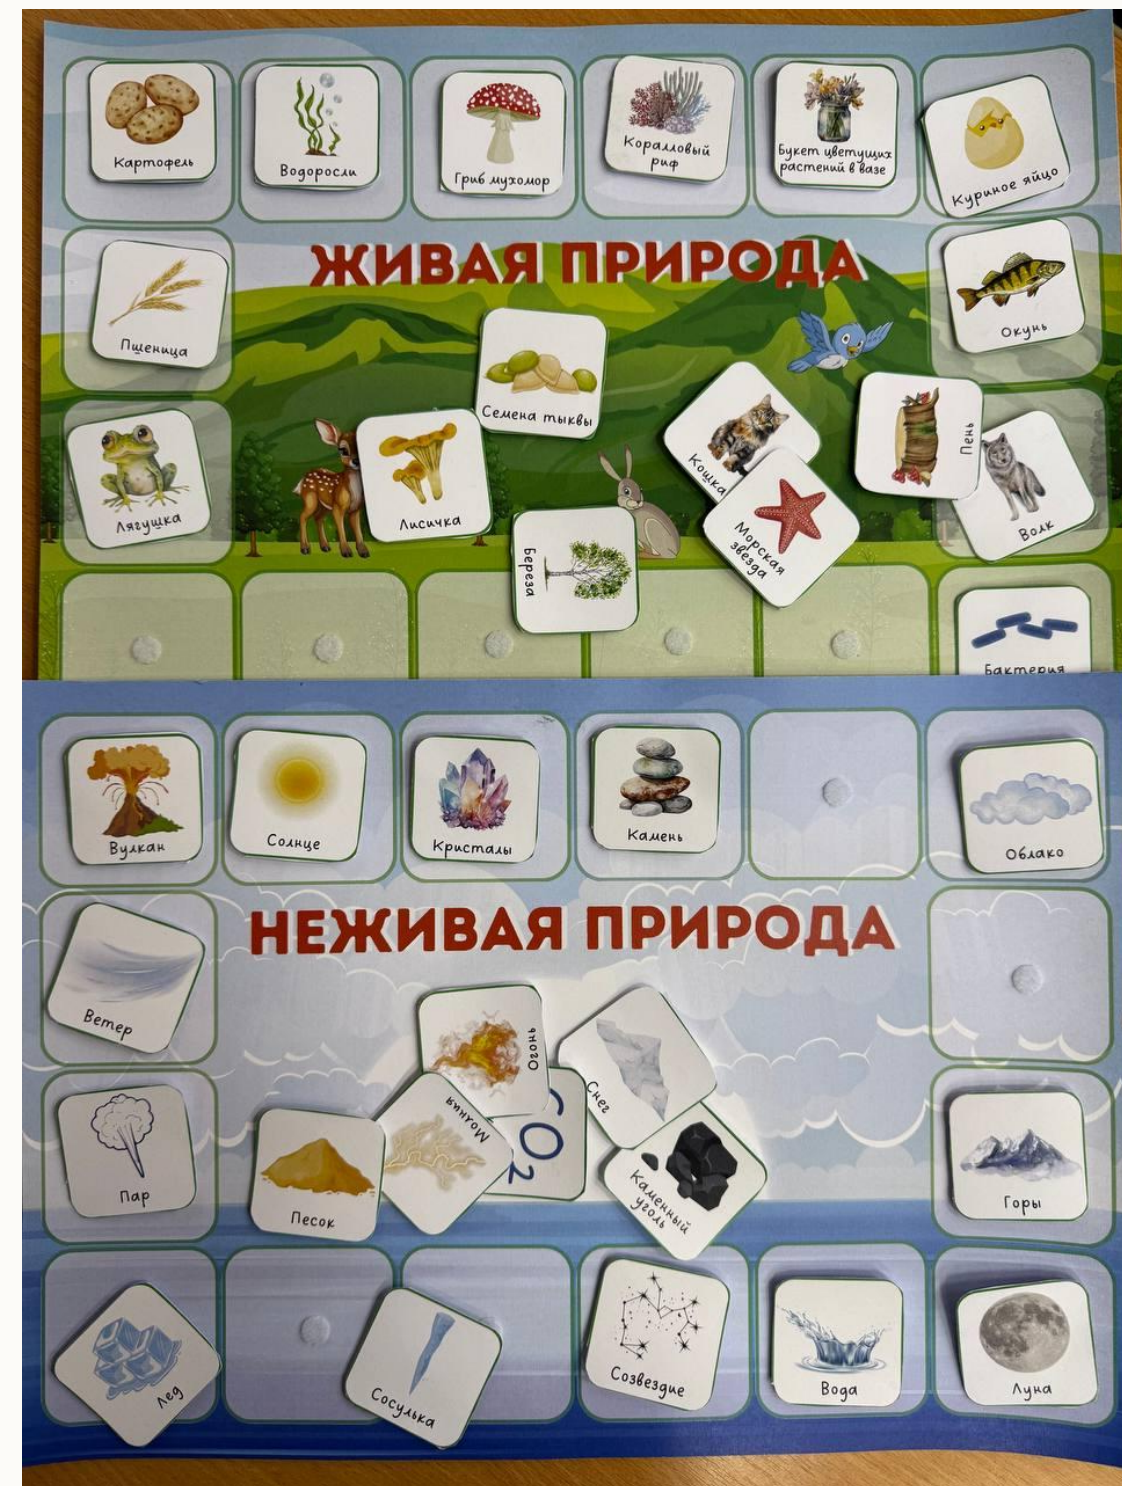 Картофель
Водоросли
Гриб мухомор
Коралловый
риф
Букет цветущих
растений в вазе
Куриное яйцо
ЖИВАЯ ПРИРОДА
Пшеница
Окунь
Семена тыквы
Лягушка
Лисичка
Кошка
Пень
Волк
Морская
звезда
Береза
Бактерия
Вулкан
Солнце
Кристалы
Камень
Облако
НЕЖИВАЯ ПРИРОДА
Ветер
Огонь
Снег
Молния
CO₂
Пар
Песок
Каменный
уголь
Горы
Лед
Сосулька
Созвездие
Вода
Луна